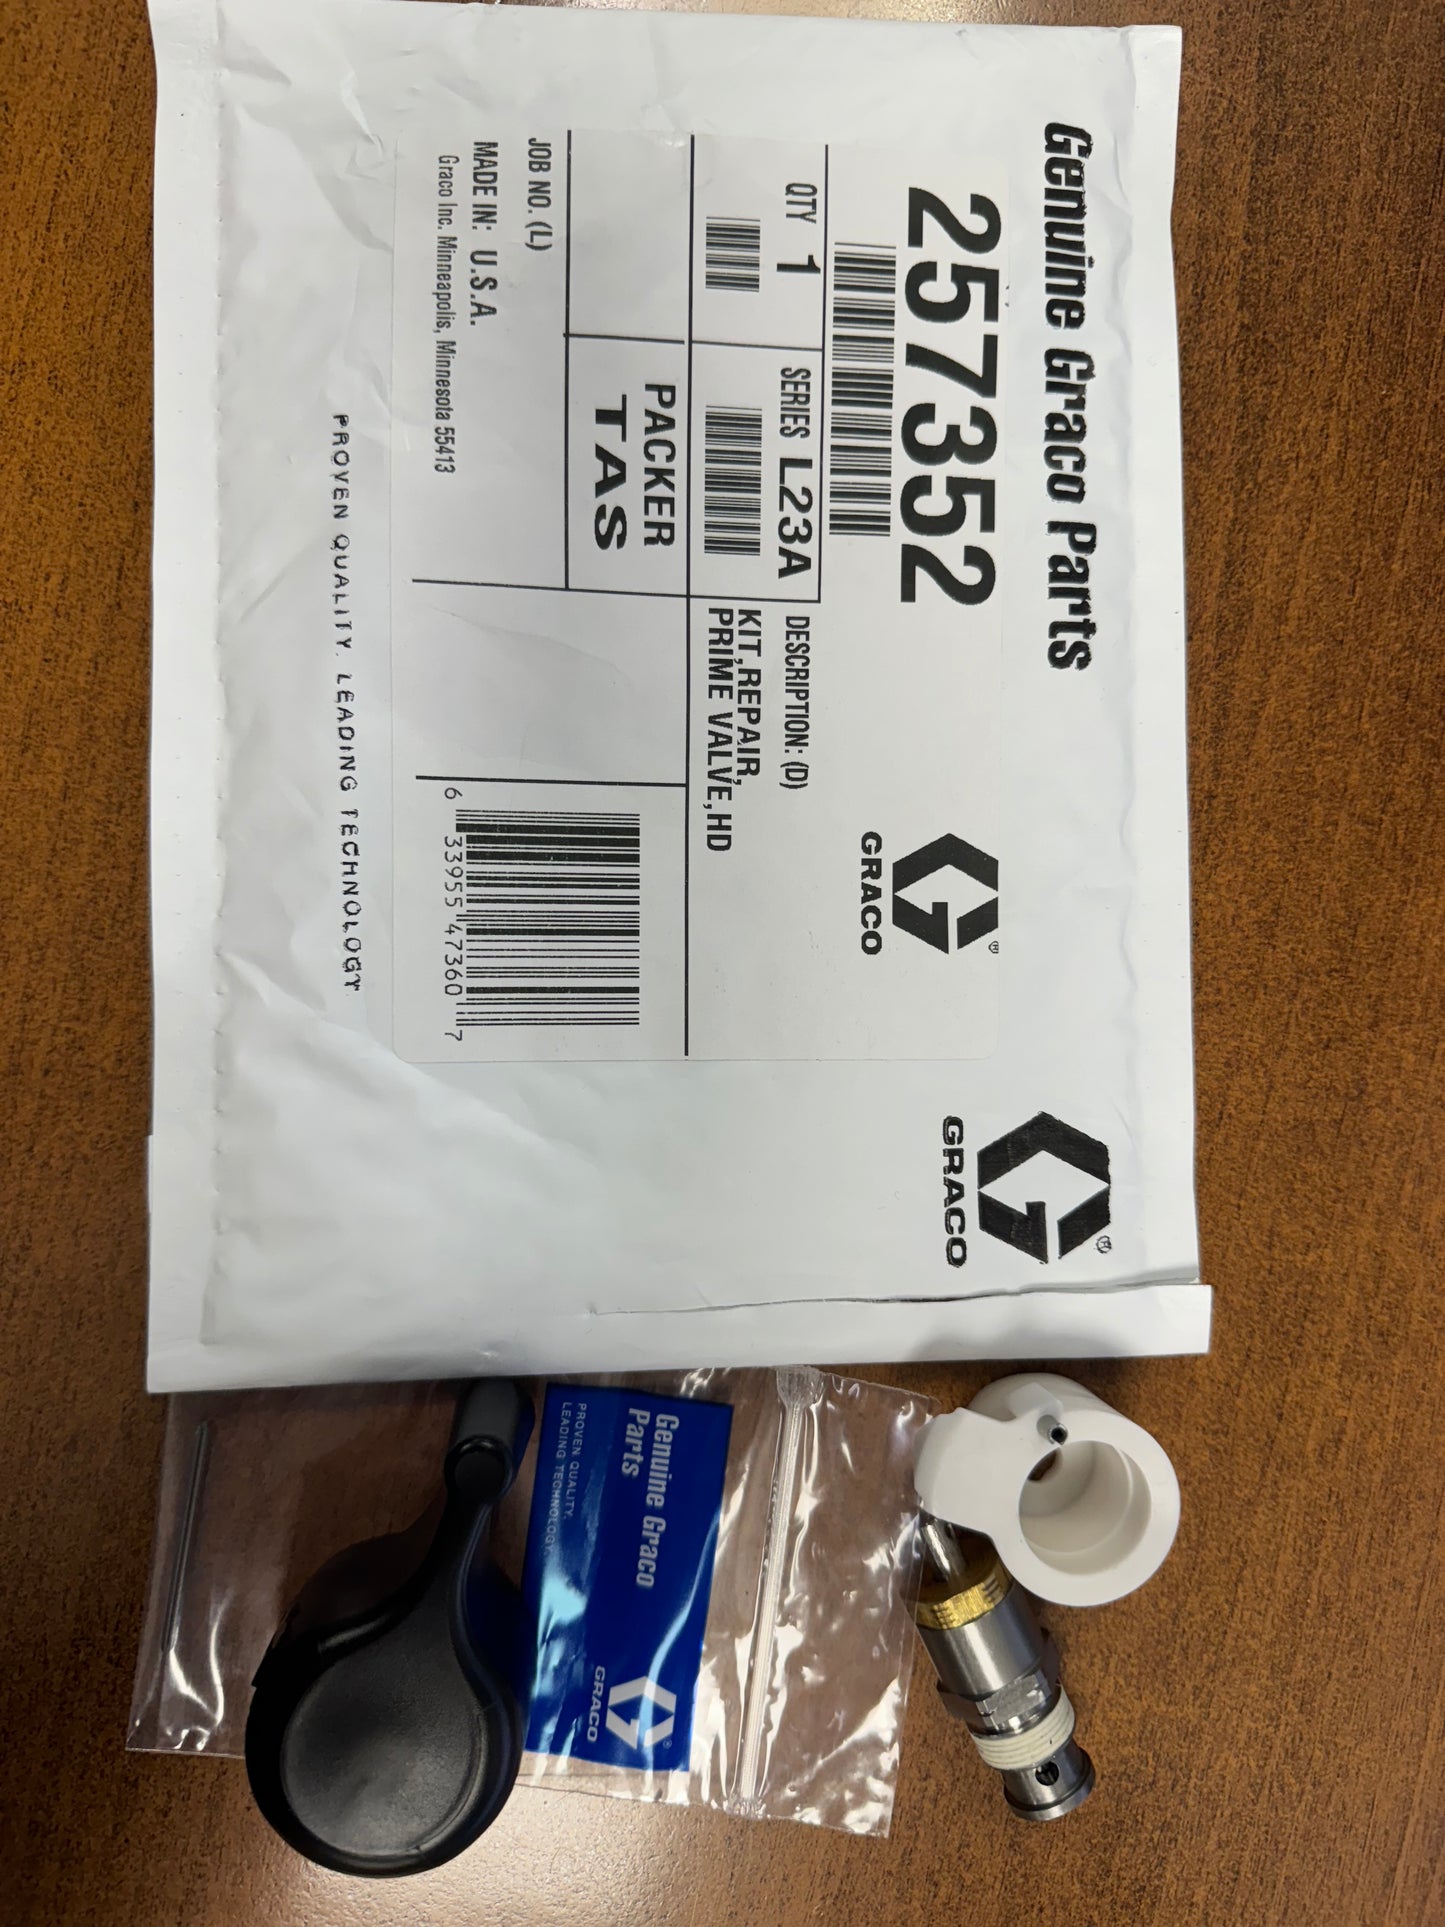 Genuine Graco Parts
257352
GRACO
QTY 1
SERIES L23A
DESCRIPTION: (D)
KIT,REPAIR,
PRIME VALVE,HD
PACKER
TAS
JOB NO. (L)
MADE IN: U.S.A.
Graco Inc. Minneapolis, Minnesota 55413
6 33955 47360 7
PROVEN QUALITY. LEADING TECHNOLOGY
GRACO
Genuine Graco
Parts
PROVEN QUALITY.
LEADING TECHNOLOGY.
GRACO